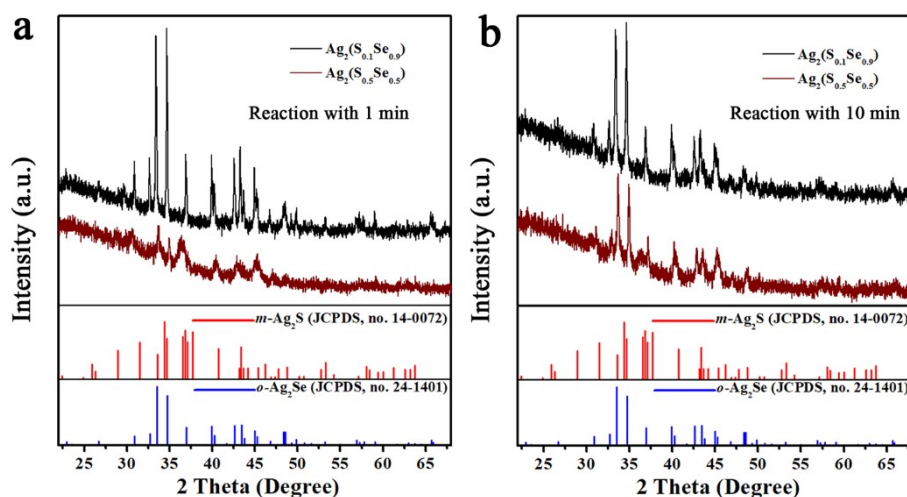 a
Ag₂(S₀.₁Se₀.₉)
Ag₂(S₀.₅Se₀.₅)
Reaction with 1 min
Intensity (a.u.)
m-Ag₂S (JCPDS, no. 14-0072)
o-Ag₂Se (JCPDS, no. 24-1401)
25 30 35 40 45 50 55 60 65
2 Theta (Degree)
b
Ag₂(S₀.₁Se₀.₉)
Ag₂(S₀.₅Se₀.₅)
Reaction with 10 min
Intensity (a.u.)
m-Ag₂S (JCPDS, no. 14-0072)
o-Ag₂Se (JCPDS, no. 24-1401)
25 30 35 40 45 50 55 60 65
2 Theta (Degree)